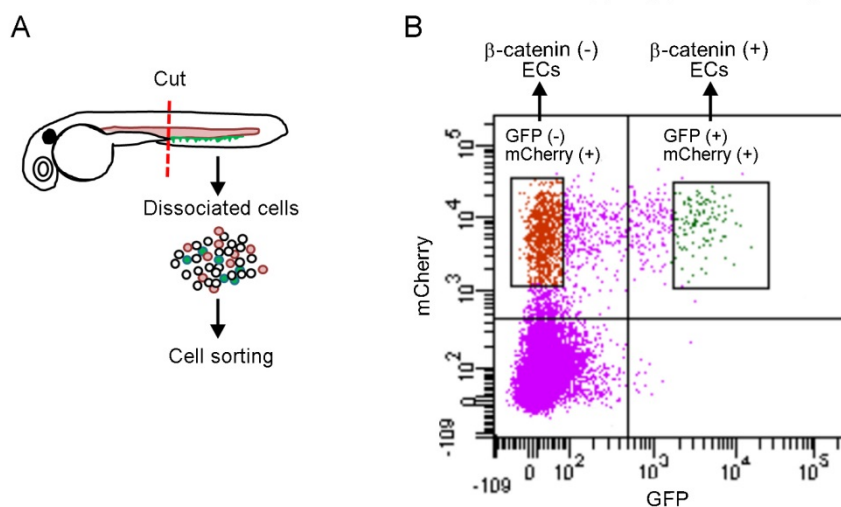 A
Cut
Dissociated cells
Cell sorting
B
β-catenin (-)
ECs
β-catenin (+)
ECs
GFP (-)
mCherry (+)
GFP (+)
mCherry (+)
mCherry
10^5
10^4
10^3
10^2
0
-109
-109
0
10^2
10^3
10^4
10^5
GFP